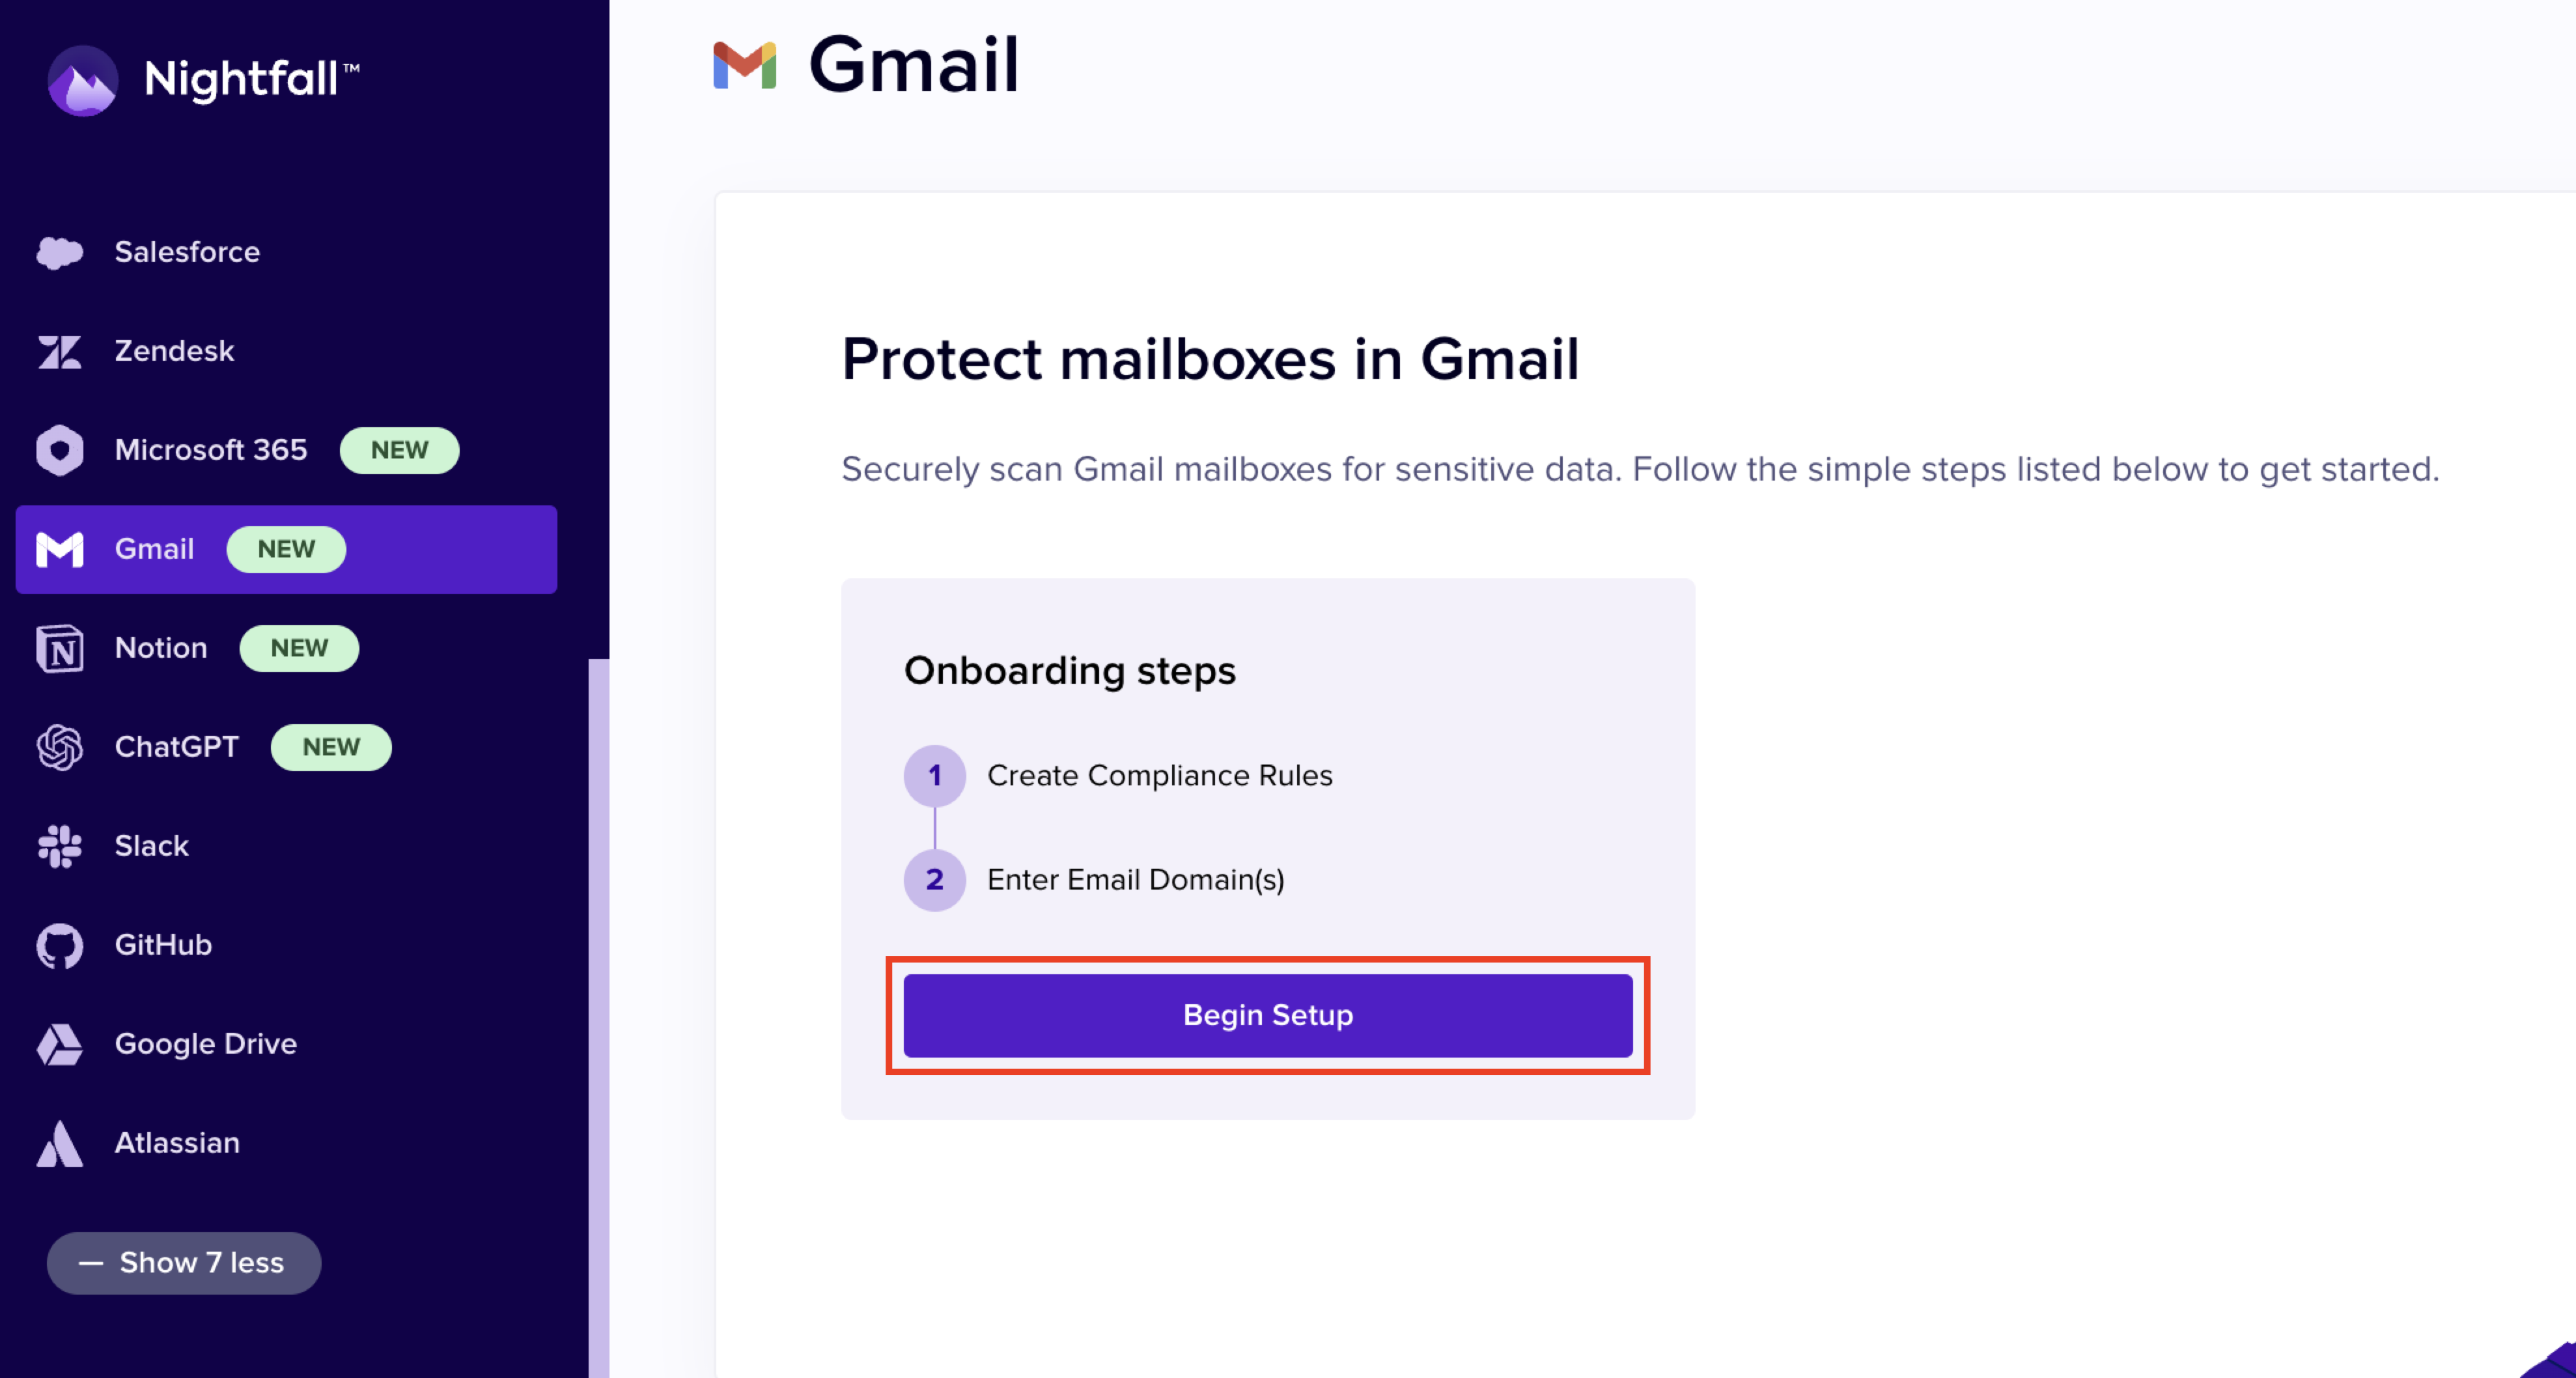 Nightfall™
Salesforce
Zendesk
Microsoft 365 NEW
Gmail NEW
Notion NEW
ChatGPT NEW
Slack
GitHub
Google Drive
Atlassian
— Show 7 less
Gmail
Protect mailboxes in Gmail
Securely scan Gmail mailboxes for sensitive data. Follow the simple steps listed below to get started.
Onboarding steps
1 Create Compliance Rules
2 Enter Email Domain(s)
Begin Setup